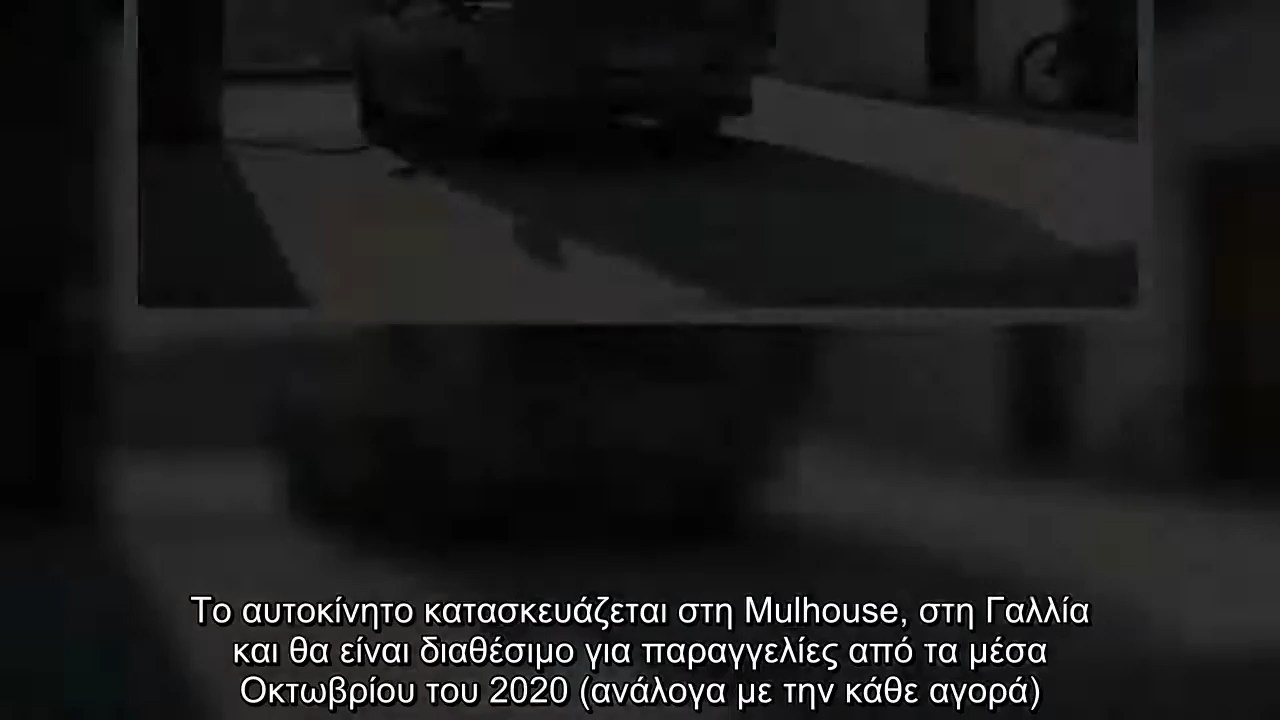 Το αυτοκίνητο κατασκευάζεται στη Mulhouse, στη Γαλλία
και θα είναι διαθέσιμο για παραγγελίες από τα μέσα
Οκτωβρίου του 2020 (ανάλογα με την κάθε αγορά)